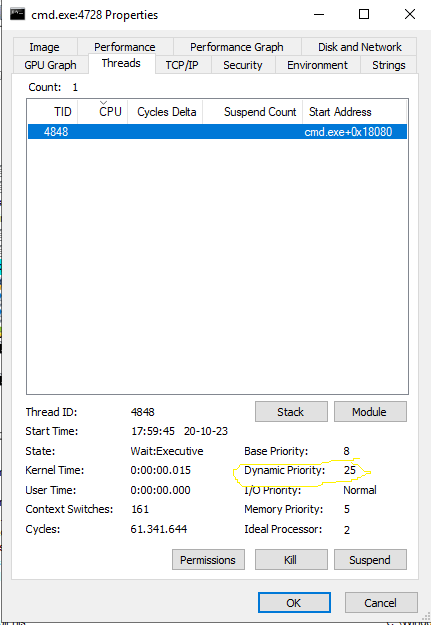 cmd.exe:4728 Properties
Image Performance Performance Graph Disk and Network
GPU Graph Threads TCP/IP Security Environment Strings
Count: 1
TID CPU Cycles Delta Suspend Count Start Address
4848 cmd.exe+0x18080
Thread ID: 4848 Stack Module
Start Time: 17:59:45 20-10-23
State: Wait:Executive Base Priority: 8
Kernel Time: 0:00:00.015 Dynamic Priority: 25
User Time: 0:00:00.000 I/O Priority: Normal
Context Switches: 161 Memory Priority: 5
Cycles: 61.341.644 Ideal Processor: 2
Permissions Kill Suspend
OK Cancel